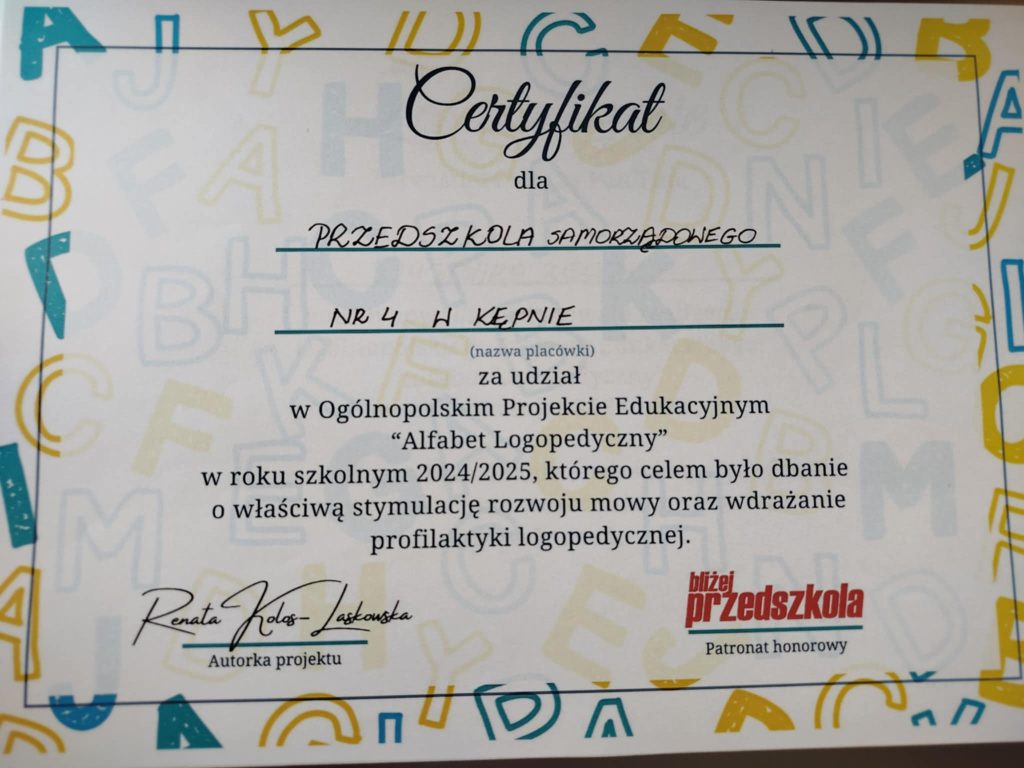 Certyfikat
dla
PRZEDSZKOLA SAMORZĄDOWEGO
NR 4 W KĘPNIE
(nazwa placówki)
za udział
w Ogólnopolskim Projekcie Edukacyjnym
“Alfabet Logopedyczny”
w roku szkolnym 2024/2025, którego celem było dbanie
o właściwą stymulację rozwoju mowy oraz wdrażanie
profilaktyki logopedycznej.
Renata Kolos-Laskowska
Autorka projektu
bliżej
przedszkola
Patronat honorowy